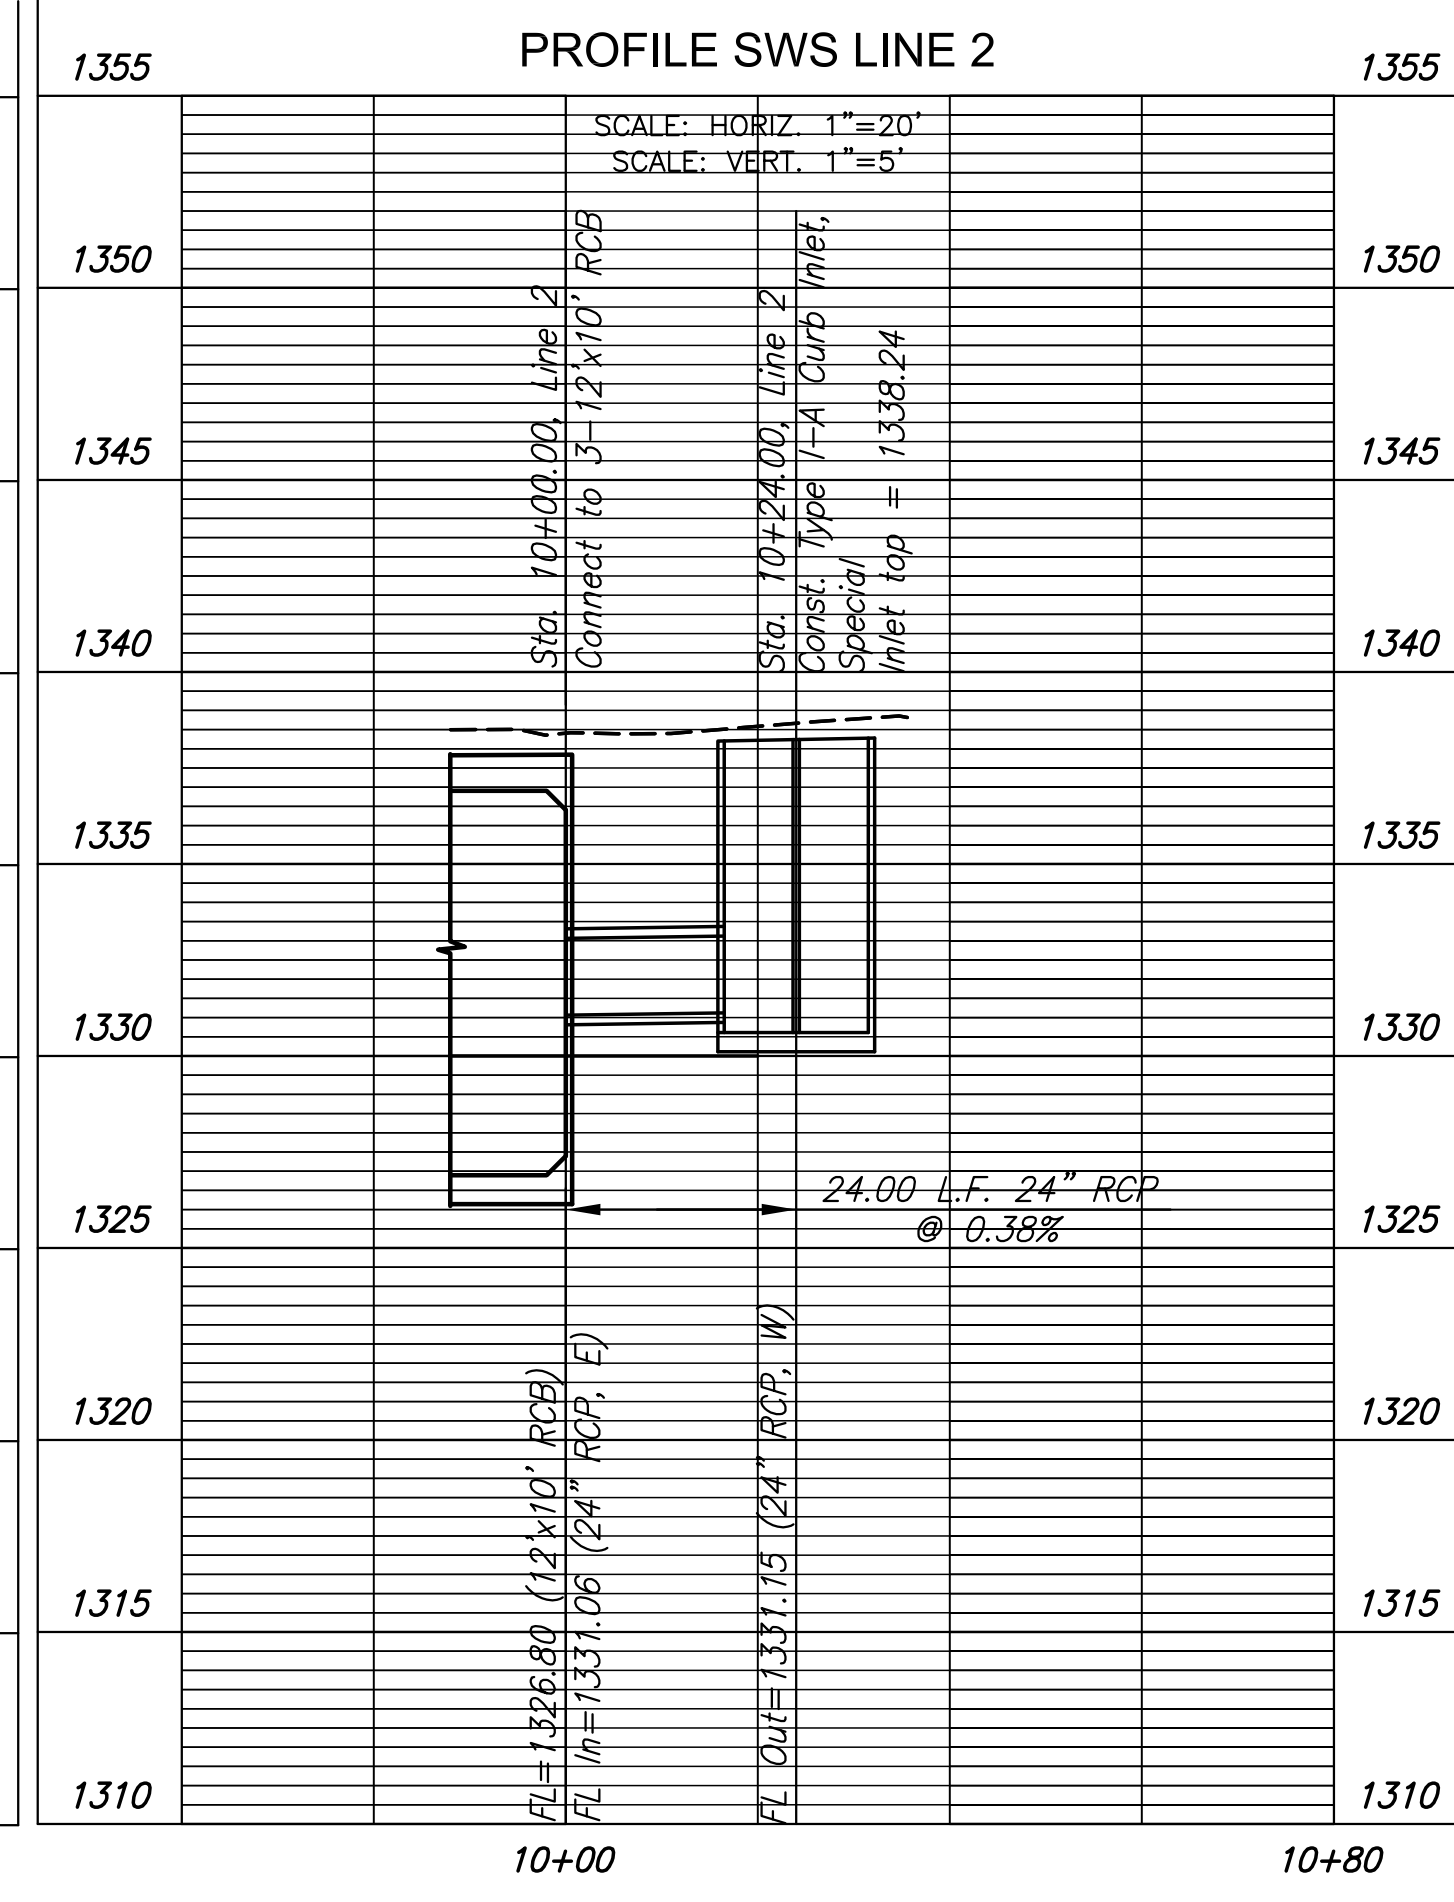 PROFILE SWS LINE 2
SCALE: HORIZ. 1"=20'
SCALE: VERT. 1"=5'
1355
1355
1350
1350
1345
1345
1340
1340
1335
1335
1330
1330
1325
1325
1320
1320
1315
1315
1310
1310
Sta. 10+00.00, Line 2
Connect to 3-12'x10' RCB
Sta. 10+24.00, Line 2
Const. Type I-A Curb Inlet,
Special
Inlet top = 1338.24
24.00 L.F. 24" RCP
@ 0.38%
FL=1326.80 (12'x10' RCB)
FL In=1331.06 (24" RCP, E)
FL Out=1331.15 (24" RCP, W)
10+00
10+80